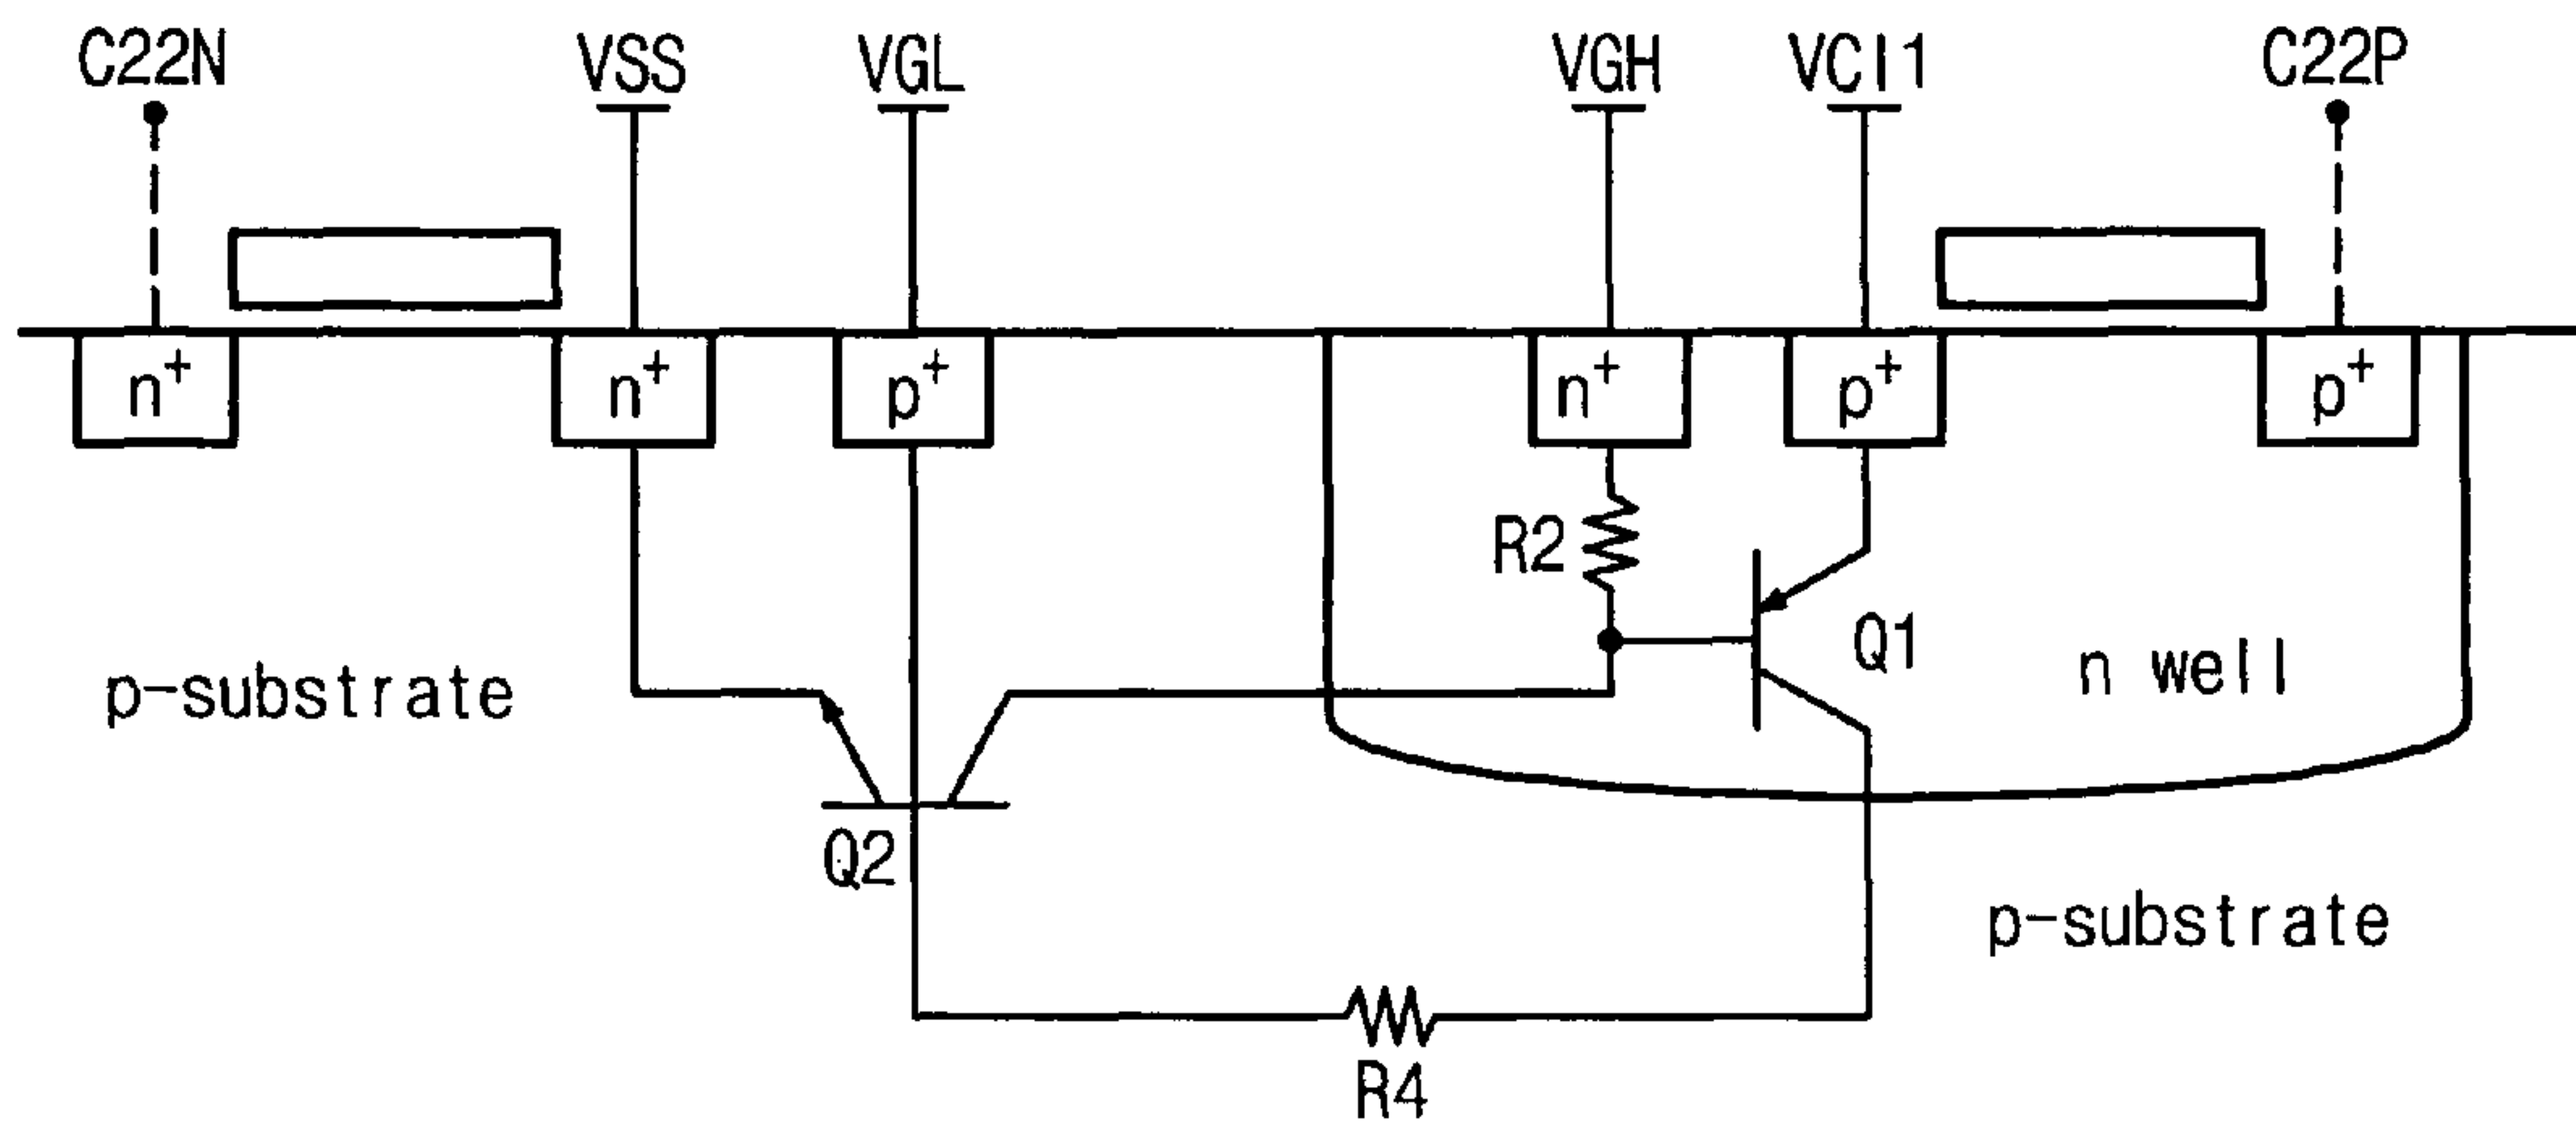 C22N VSS VGL VGH VCI1 C22P
n+ n+ p+ n+ p+ p+
R2
Q1
p-substrate n well
Q2
p-substrate
R4